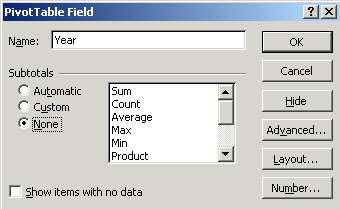 PivotTable Field
Name: Year
OK
Subtotals
Cancel
Automatic
Custom
None
Sum
Count
Average
Max
Min
Product
Hide
Advanced...
Layout...
Number...
Show items with no data